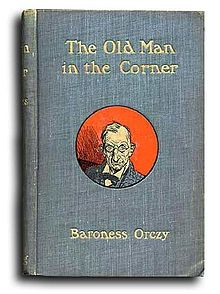 The Old Man
in the Corner
Baroness Orczy